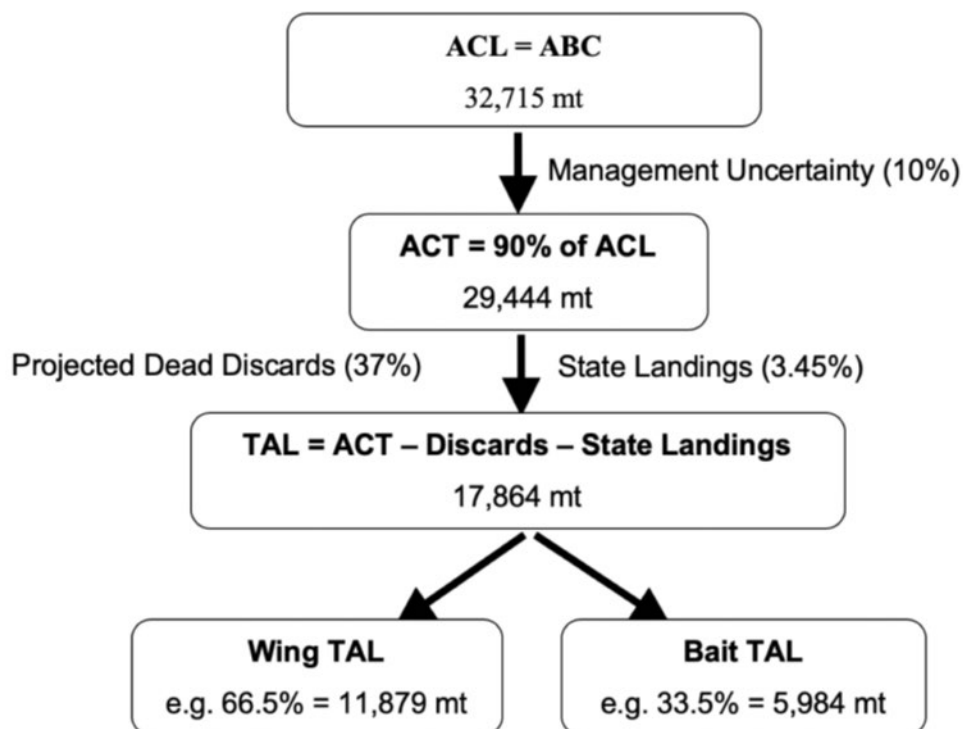 ACL = ABC
32,715 mt
Management Uncertainty (10%)
ACT = 90% of ACL
29,444 mt
Projected Dead Discards (37%)
State Landings (3.45%)
TAL = ACT – Discards – State Landings
17,864 mt
Wing TAL
e.g. 66.5% = 11,879 mt
Bait TAL
e.g. 33.5% = 5,984 mt